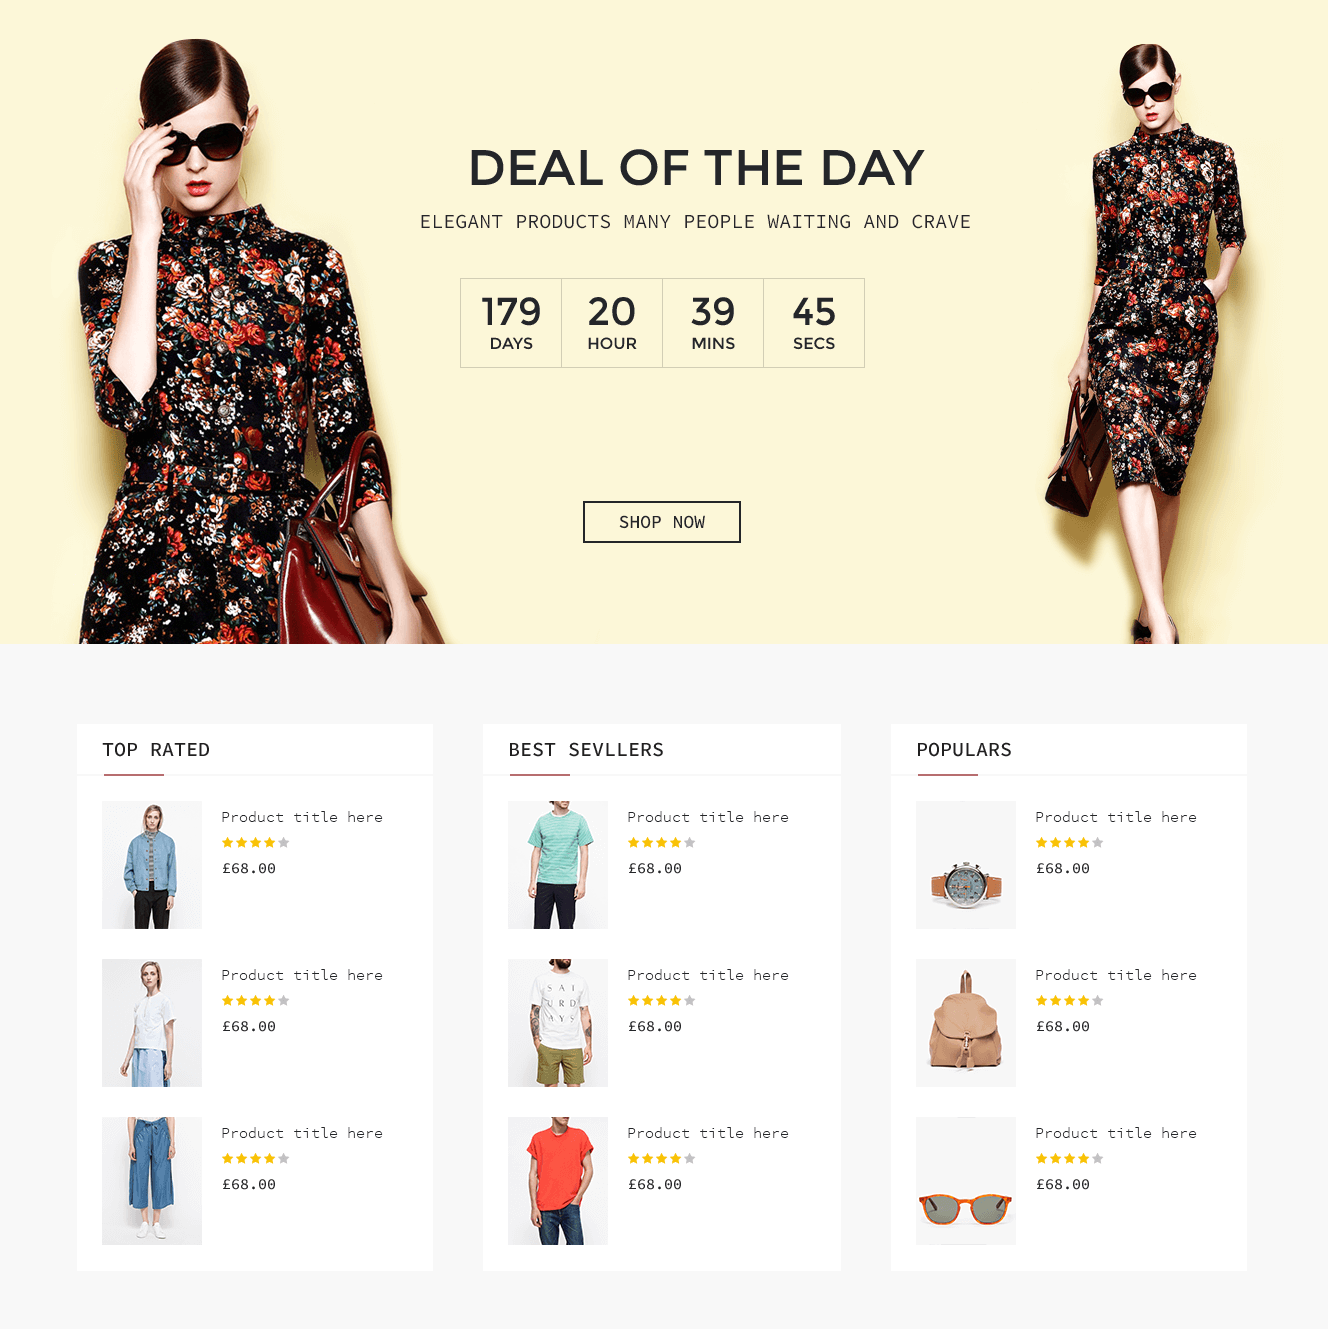 DEAL OF THE DAY
ELEGANT PRODUCTS MANY PEOPLE WAITING AND CRAVE
179 20 39 45
DAYS HOUR MINS SECS
SHOP NOW
TOP RATED
Product title here
£68.00
Product title here
£68.00
Product title here
£68.00
BEST SEVLLERS
Product title here
£68.00
SAT
URD
AYS
Product title here
£68.00
Product title here
£68.00
POPULARS
Product title here
£68.00
Product title here
£68.00
Product title here
£68.00